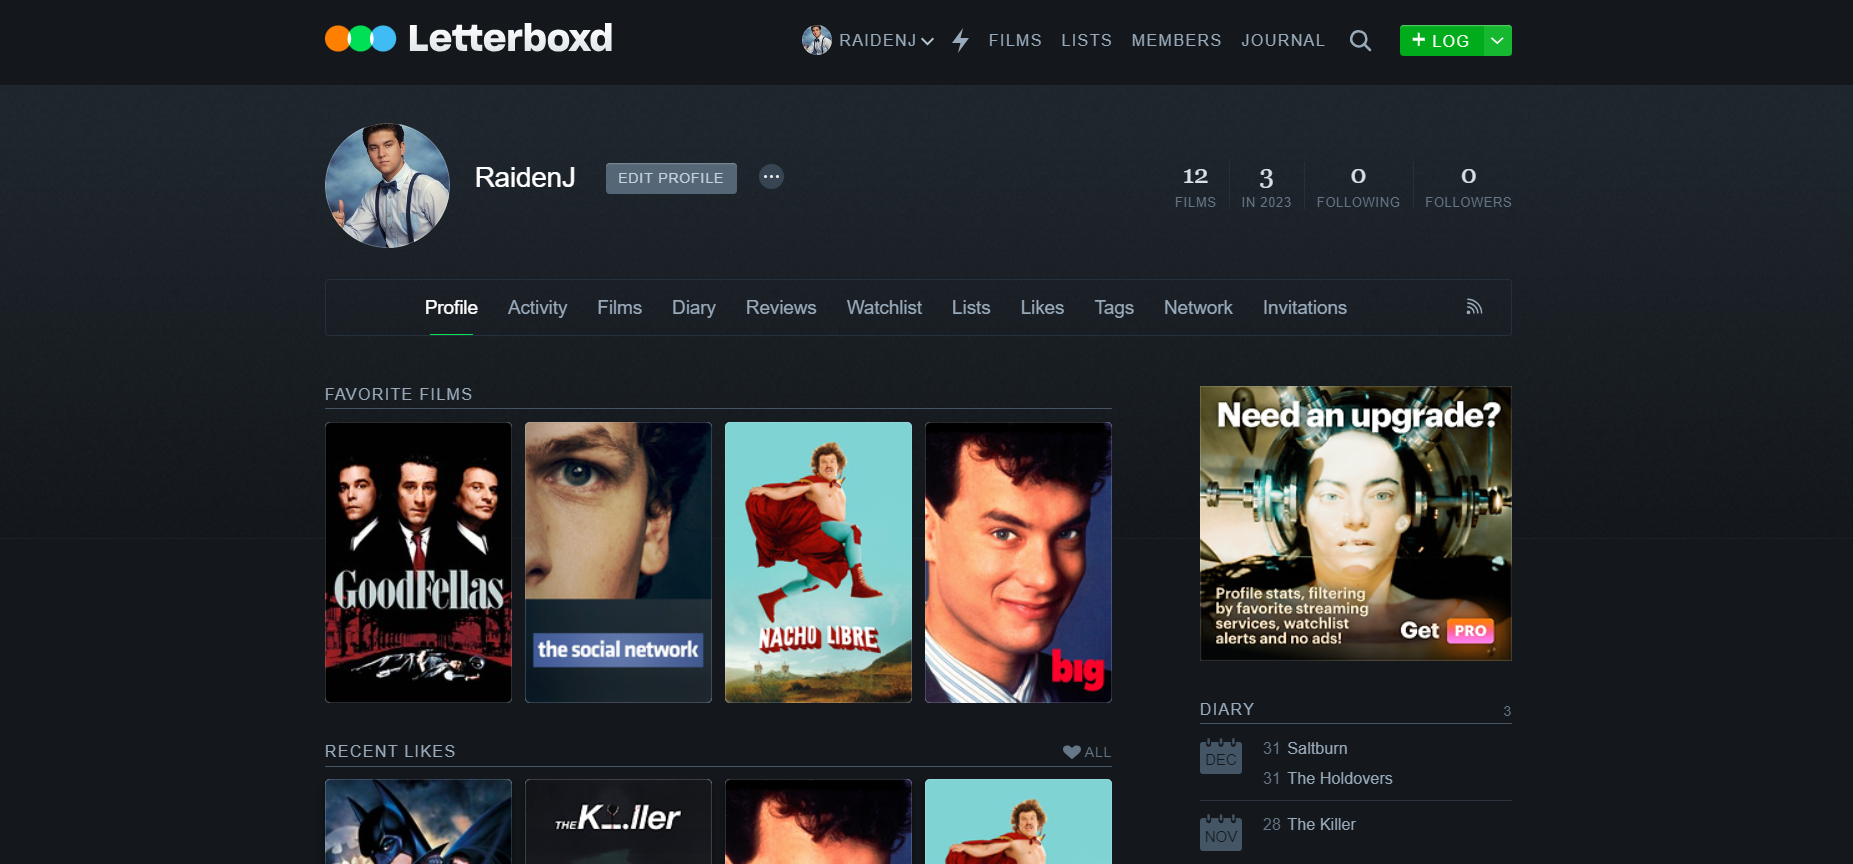 Letterboxd
RAIDENJ FILMS LISTS MEMBERS JOURNAL + LOG
RaidenJ EDIT PROFILE
12 3 0 0
FILMS IN 2023 FOLLOWING FOLLOWERS
Profile Activity Films Diary Reviews Watchlist Lists Likes Tags Network Invitations
FAVORITE FILMS
GoodFellas
the social network
NACHO LIBRE
big
Need an upgrade?
Profile stats, filtering
by favorite streaming
services, watchlist
alerts and no ads!
Get PRO
RECENT LIKES ALL
THE K...ller
DIARY 3
DEC 31 Saltburn
31 The Holdovers
NOV 28 The Killer